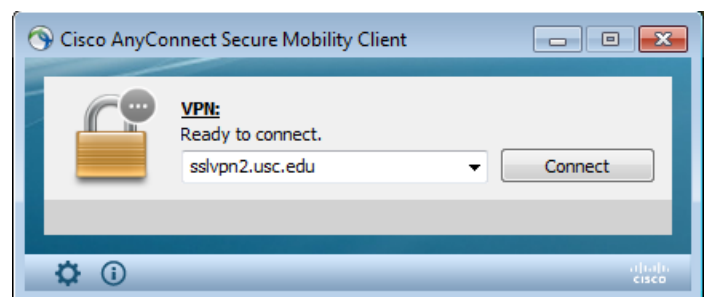 Cisco AnyConnect Secure Mobility Client
VPN:
Ready to connect.
sslvpn2.usc.edu
Connect
cisco